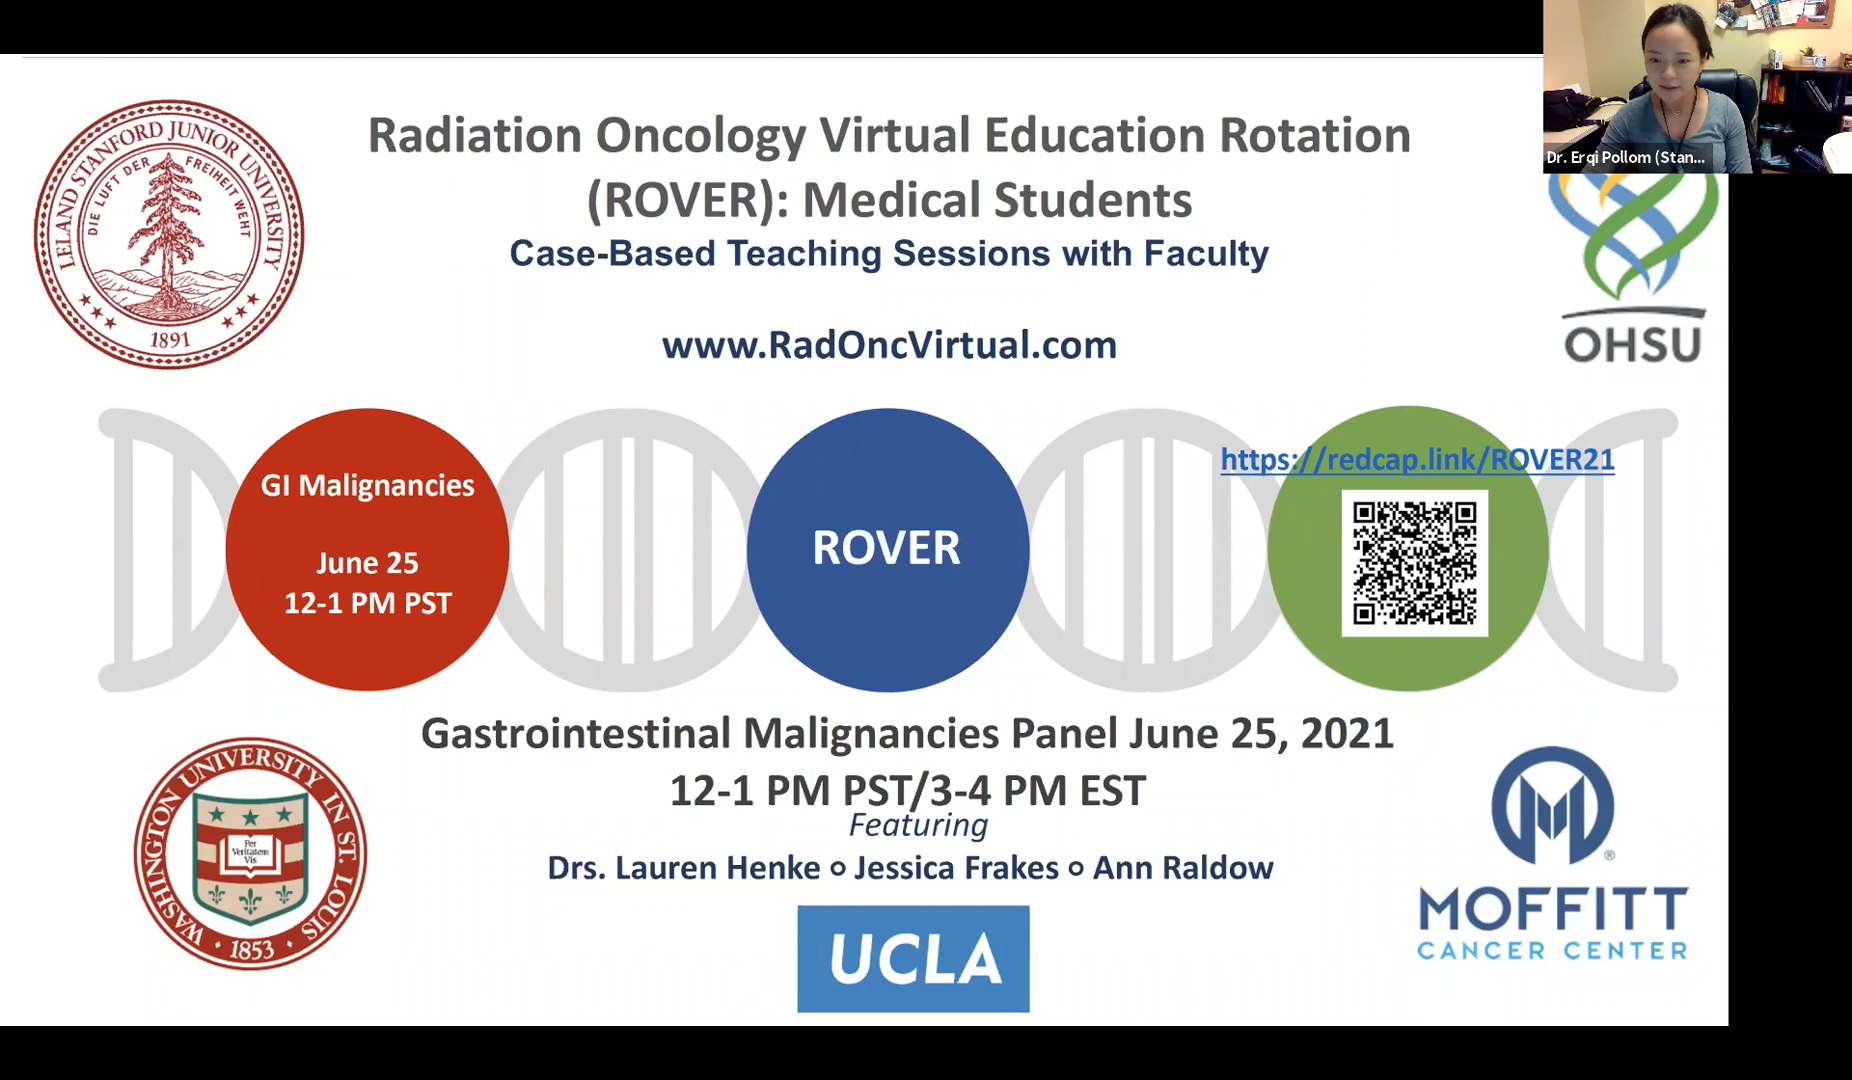 Radiation Oncology Virtual Education Rotation
(ROVER): Medical Students
Case-Based Teaching Sessions with Faculty
www.RadOncVirtual.com
Dr. Erqi Pollom (Stan...
LELAND STANFORD JUNIOR UNIVERSITY
DIE LUFT DER FREIHEIT WEHT
1891
OHSU
GI Malignancies
June 25
12-1 PM PST
ROVER
https://redcap.link/ROVER21
Gastrointestinal Malignancies Panel June 25, 2021
12-1 PM PST/3-4 PM EST
Featuring
Drs. Lauren Henke o Jessica Frakes o Ann Raldow
WASHINGTON UNIVERSITY IN ST. LOUIS
Per
Veritatem
Vis
· 1853 ·
UCLA
M
®
MOFFITT
CANCER CENTER